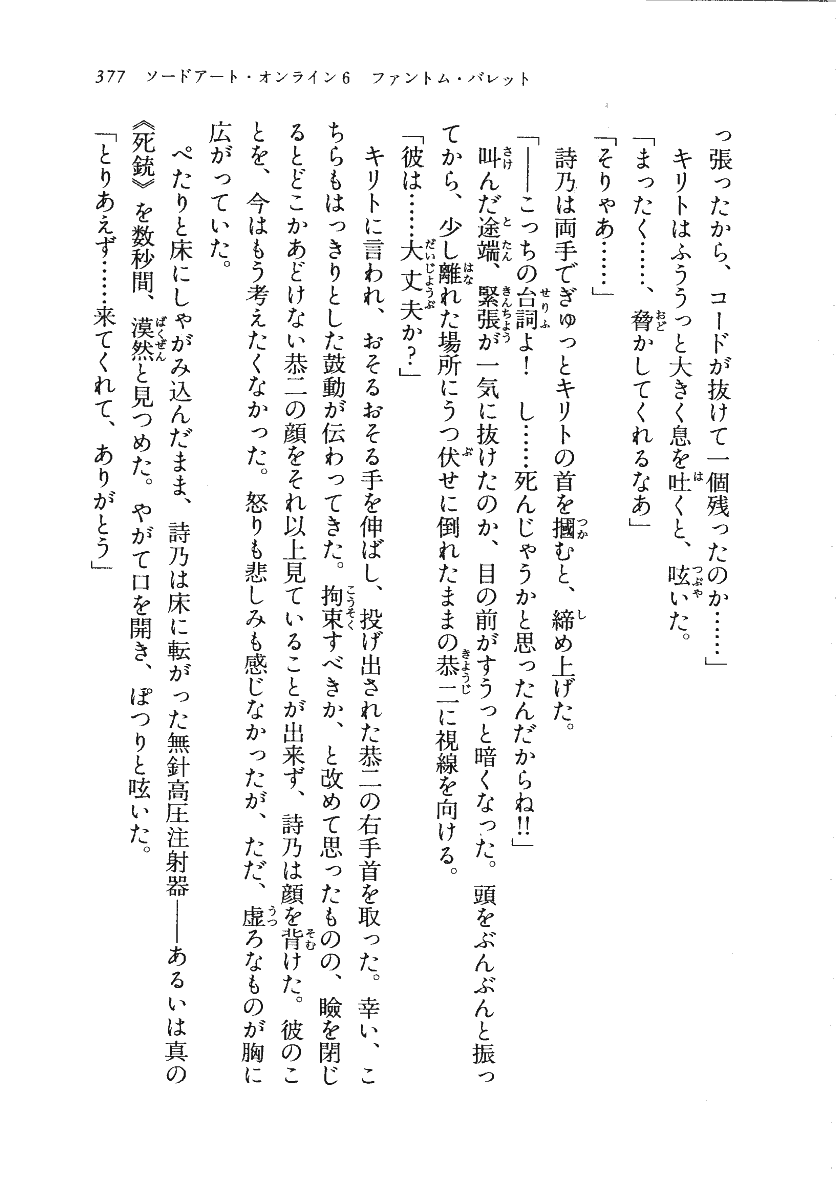 377 ソードアート・オンライン6 ファントム・バレット
っ張ったから、コードが抜けて一個残ったのか……」
キリトはふううっと大きく息を吐くと、呟いた。
「まったく……、脅かしてくれるなあ」
「そりゃあ……」
詩乃は両手でぎゅっとキリトの首を摑むと、締め上げた。
「――こっちの台詞よ！ し……死んじゃうかと思ったんだからね!!」
叫んだ途端、緊張が一気に抜けたのか、目の前がすうっと暗くなった。頭をぶんぶんと振っ
てから、少し離れた場所にうつ伏せに倒れたままの恭二に視線を向ける。
「彼は……大丈夫か？」
キリトに言われ、おそるおそる手を伸ばし、投げ出された恭二の右手首を取った。幸い、こ
ちらもはっきりとした鼓動が伝わってきた。拘束すべきか、と改めて思ったものの、瞼を閉じ
るとどこかあどけない恭二の顔をそれ以上見ていることが出来ず、詩乃は顔を背けた。彼のこ
とを、今はもう考えたくなかった。怒りも悲しみも感じなかったが、ただ、虚ろなものが胸に
広がっていた。
ぺたりと床にしゃがみ込んだまま、詩乃は床に転がった無針高圧注射器――あるいは真の
《死銃》を数秒間、漠然と見つめた。やがて口を開き、ぽつりと呟いた。
「とりあえず……来てくれて、ありがとう」